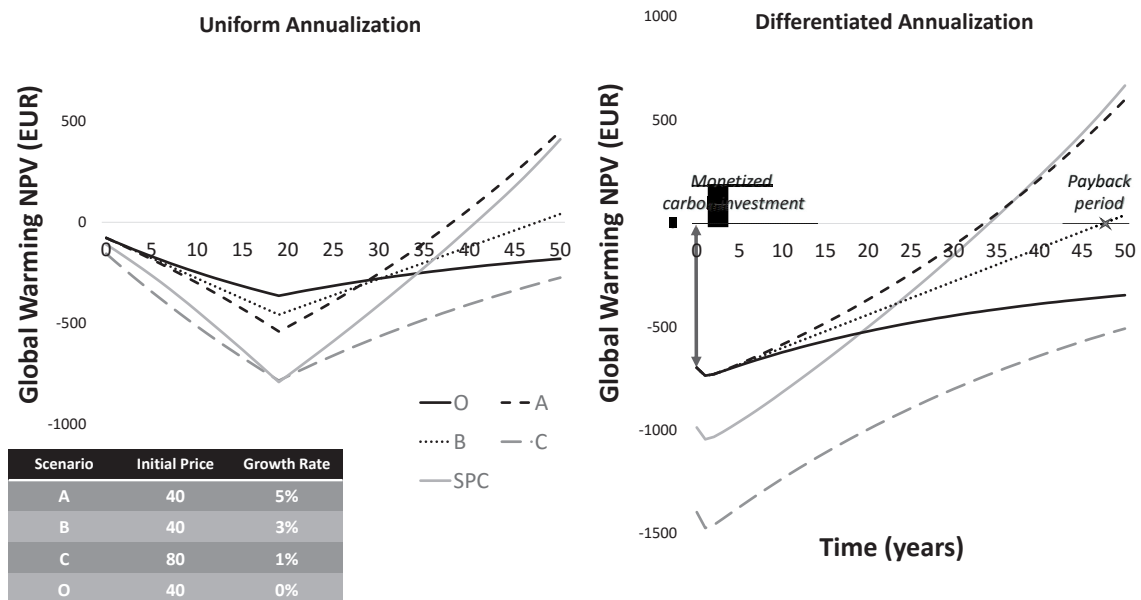 Uniform Annualization
Global Warming NPV (EUR)
500
0
-500
-1000
0 5 10 15 20 25 30 35 40 45 50
O A
B C
SPC
Scenario Initial Price Growth Rate
A 40 5%
B 40 3%
C 80 1%
O 40 0%
Differentiated Annualization
Global Warming NPV (EUR)
1000
500
0
-500
-1000
-1500
Monetized
carbon investment
Payback
period
0 5 10 15 20 25 30 35 40 45 50
Time (years)